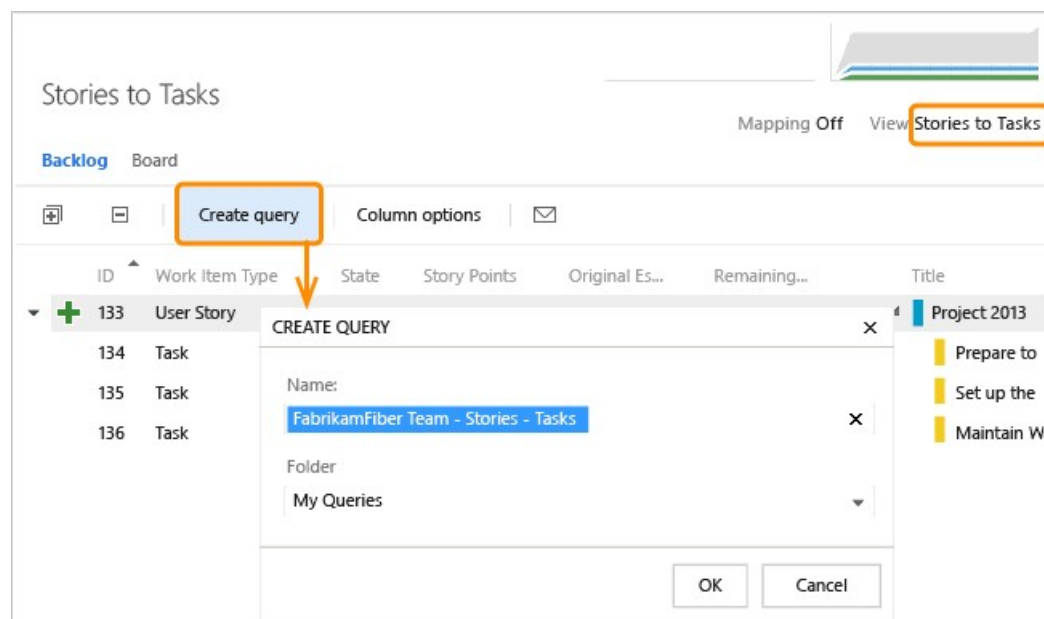 Stories to Tasks
Mapping Off View Stories to Tasks
Backlog Board
Create query Column options
ID Work Item Type State Story Points Original Es... Remaining... Title
133 User Story Project 2013
CREATE QUERY
134 Task Prepare to
Name:
135 Task Set up the
FabrikamFiber Team - Stories - Tasks
136 Task Maintain W
Folder
My Queries
OK Cancel